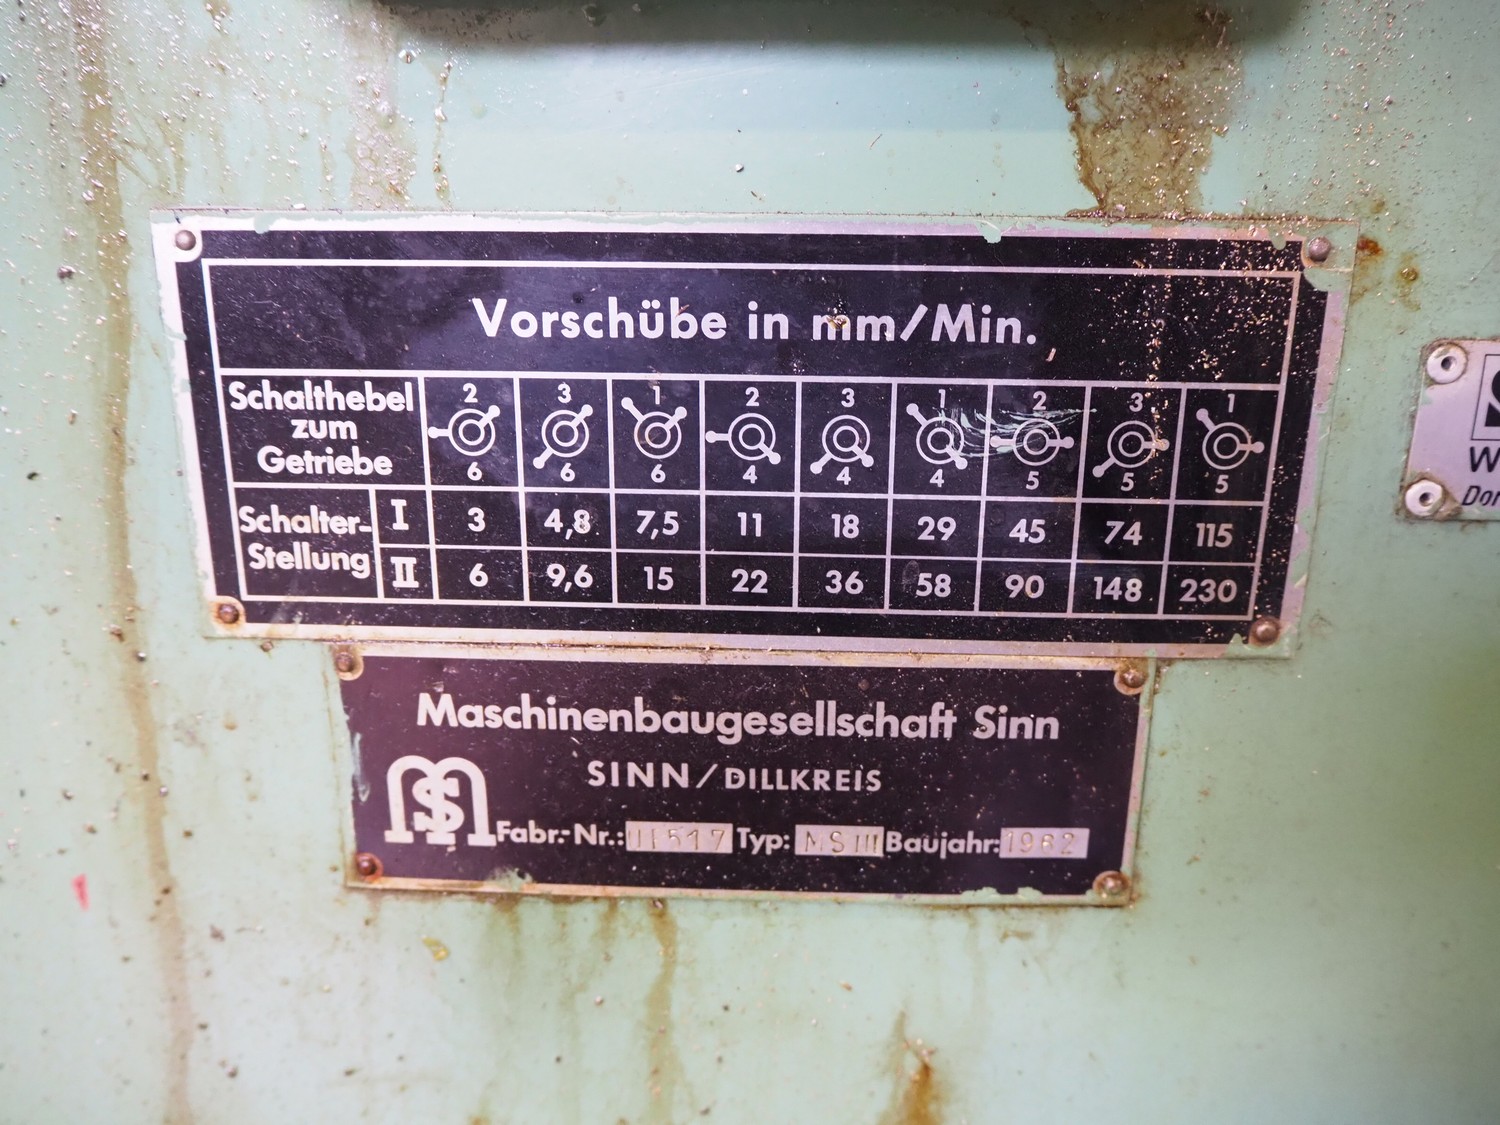 Vorschübe in mm/Min.
Schalthebel zum Getriebe
2 3 1 2 3 1 2 3 1
6 6 6 4 4 4 5 5 5
Schalter-Stellung
I 3 4,8 7,5 11 18 29 45 74 115
II 6 9,6 15 22 36 58 90 148 230
Maschinenbaugesellschaft Sinn
SINN/DILLKREIS
MS
Fabr.-Nr.: Typ: MSIII Baujahr: 1962